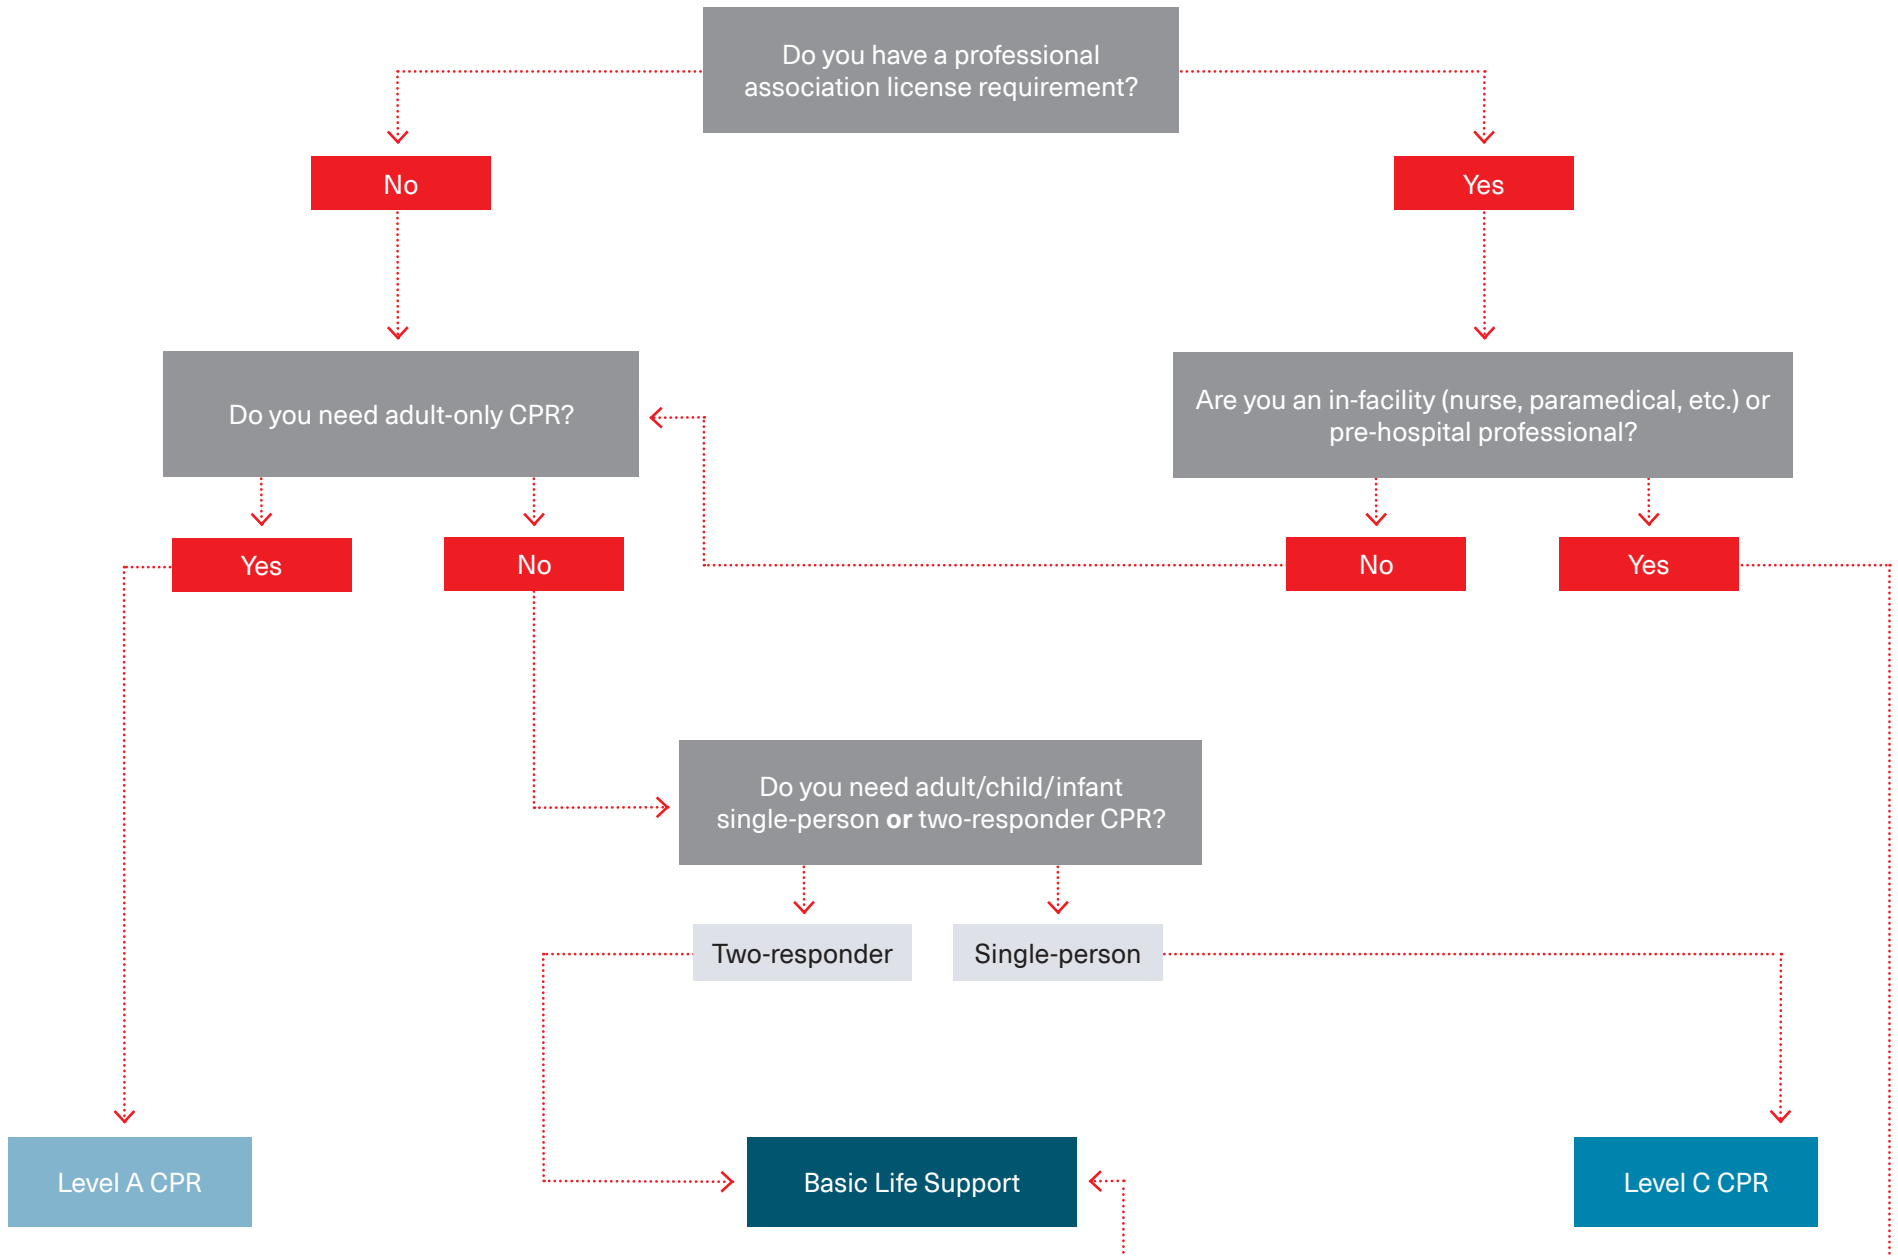 Do you have a professional
association license requirement?
No
Yes
Do you need adult-only CPR?
Are you an in-facility (nurse, paramedical, etc.) or
pre-hospital professional?
Yes
No
No
Yes
Do you need adult/child/infant
single-person or two-responder CPR?
Two-responder
Single-person
Level A CPR
Basic Life Support
Level C CPR